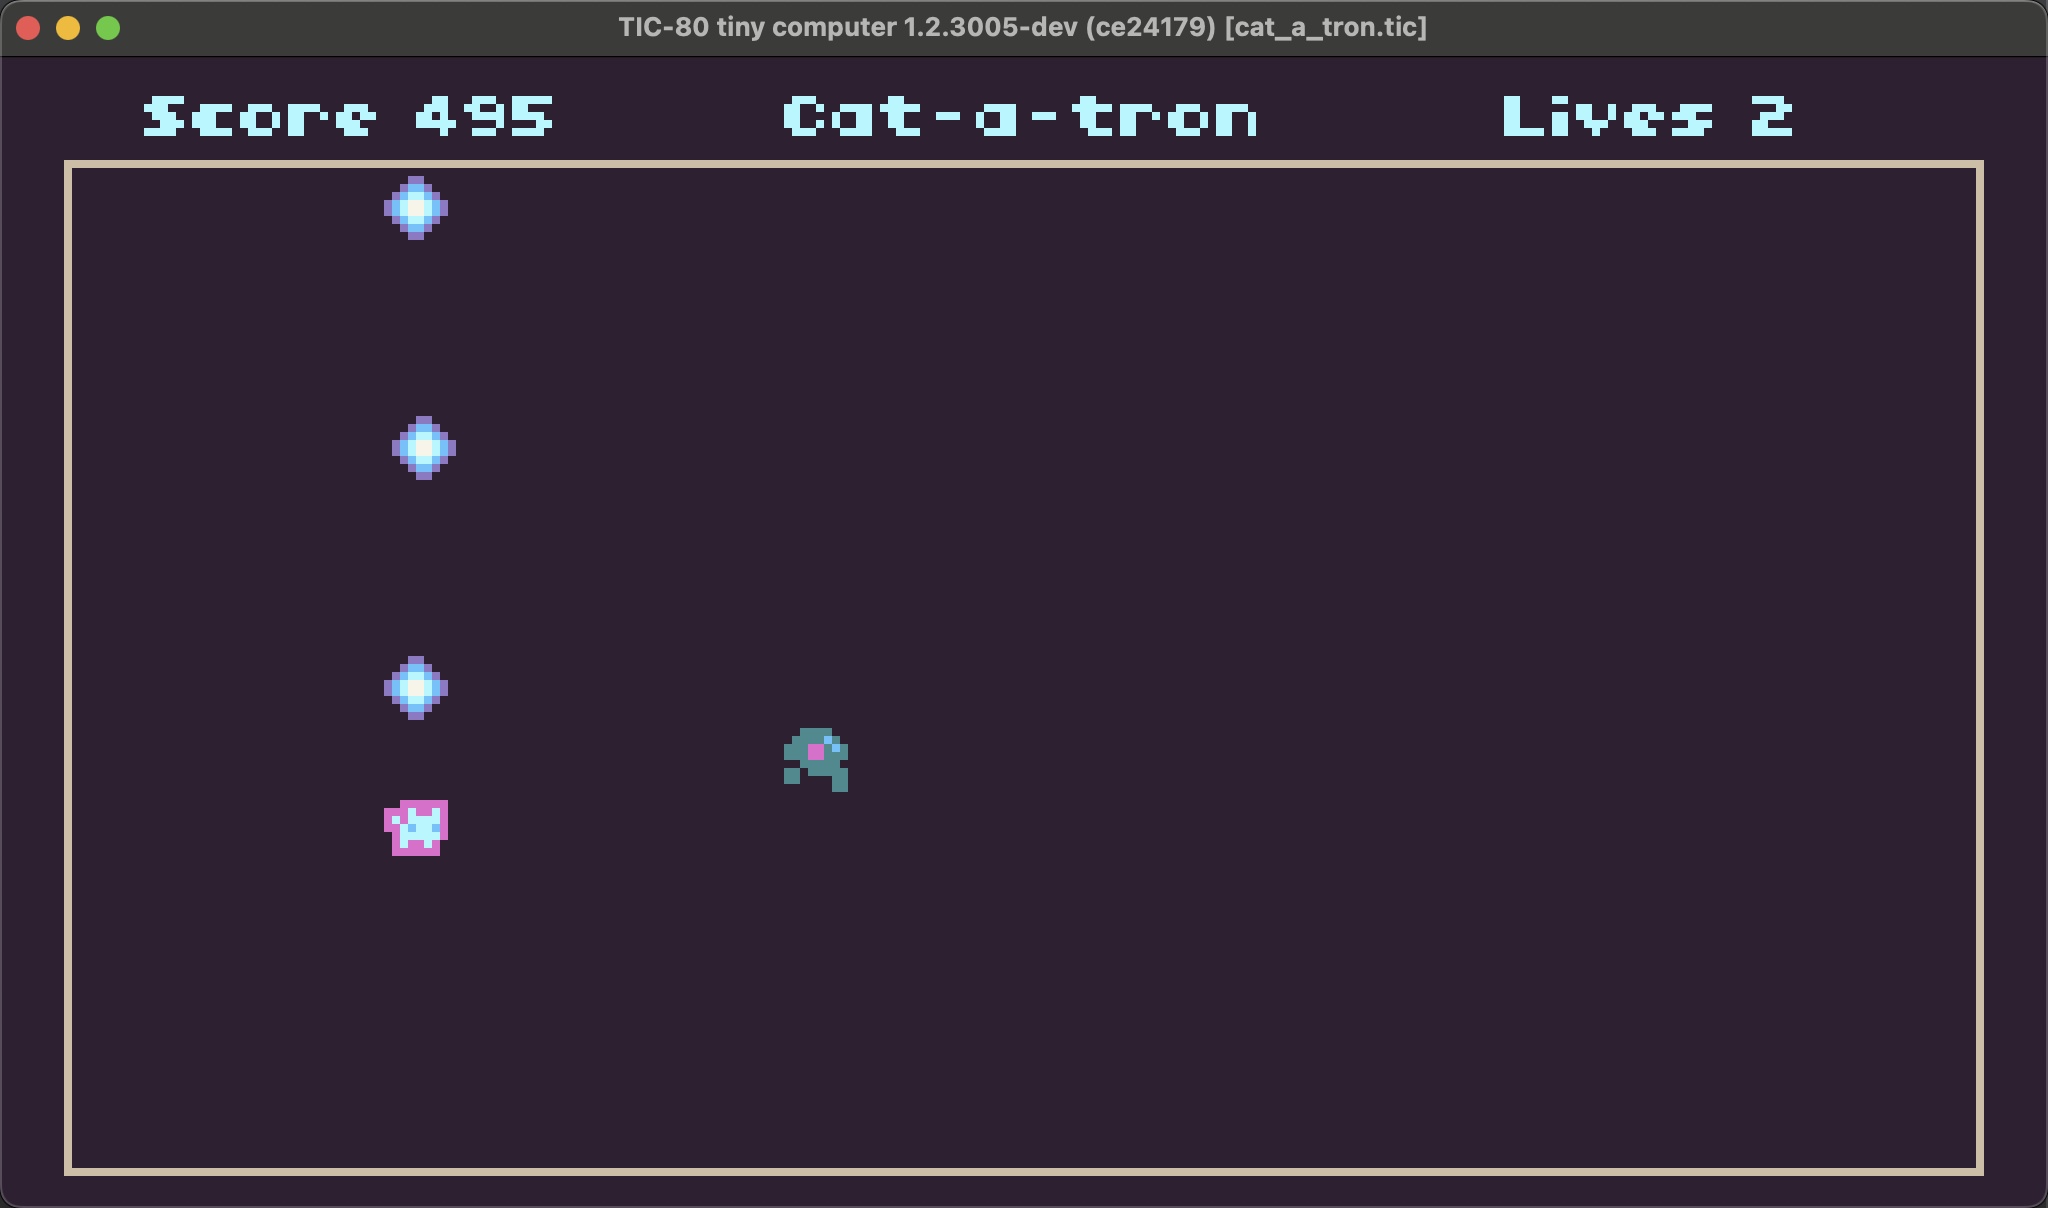 TIC-80 tiny computer 1.2.3005-dev (ce24179) [cat_a_tron.tic]
Score 495 Cat-a-tron Lives 2